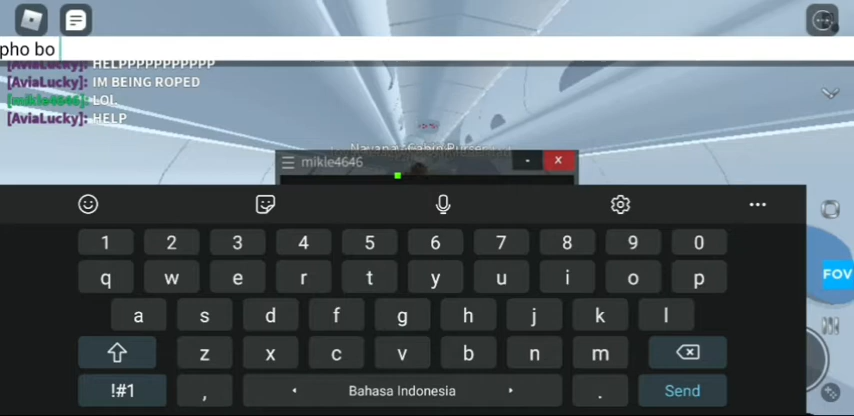 pho bo
[AviaLucky]: HELPPPPPPPPPPP
[AviaLucky]: IM BEING ROPED
[mikle4646]: LOL
[AviaLucky]: HELP
mikle4646
- x
FOV
1 2 3 4 5 6 7 8 9 0
q w e r t y u i o p
a s d f g h j k l
z x c v b n m
!#1 , Bahasa Indonesia . Send